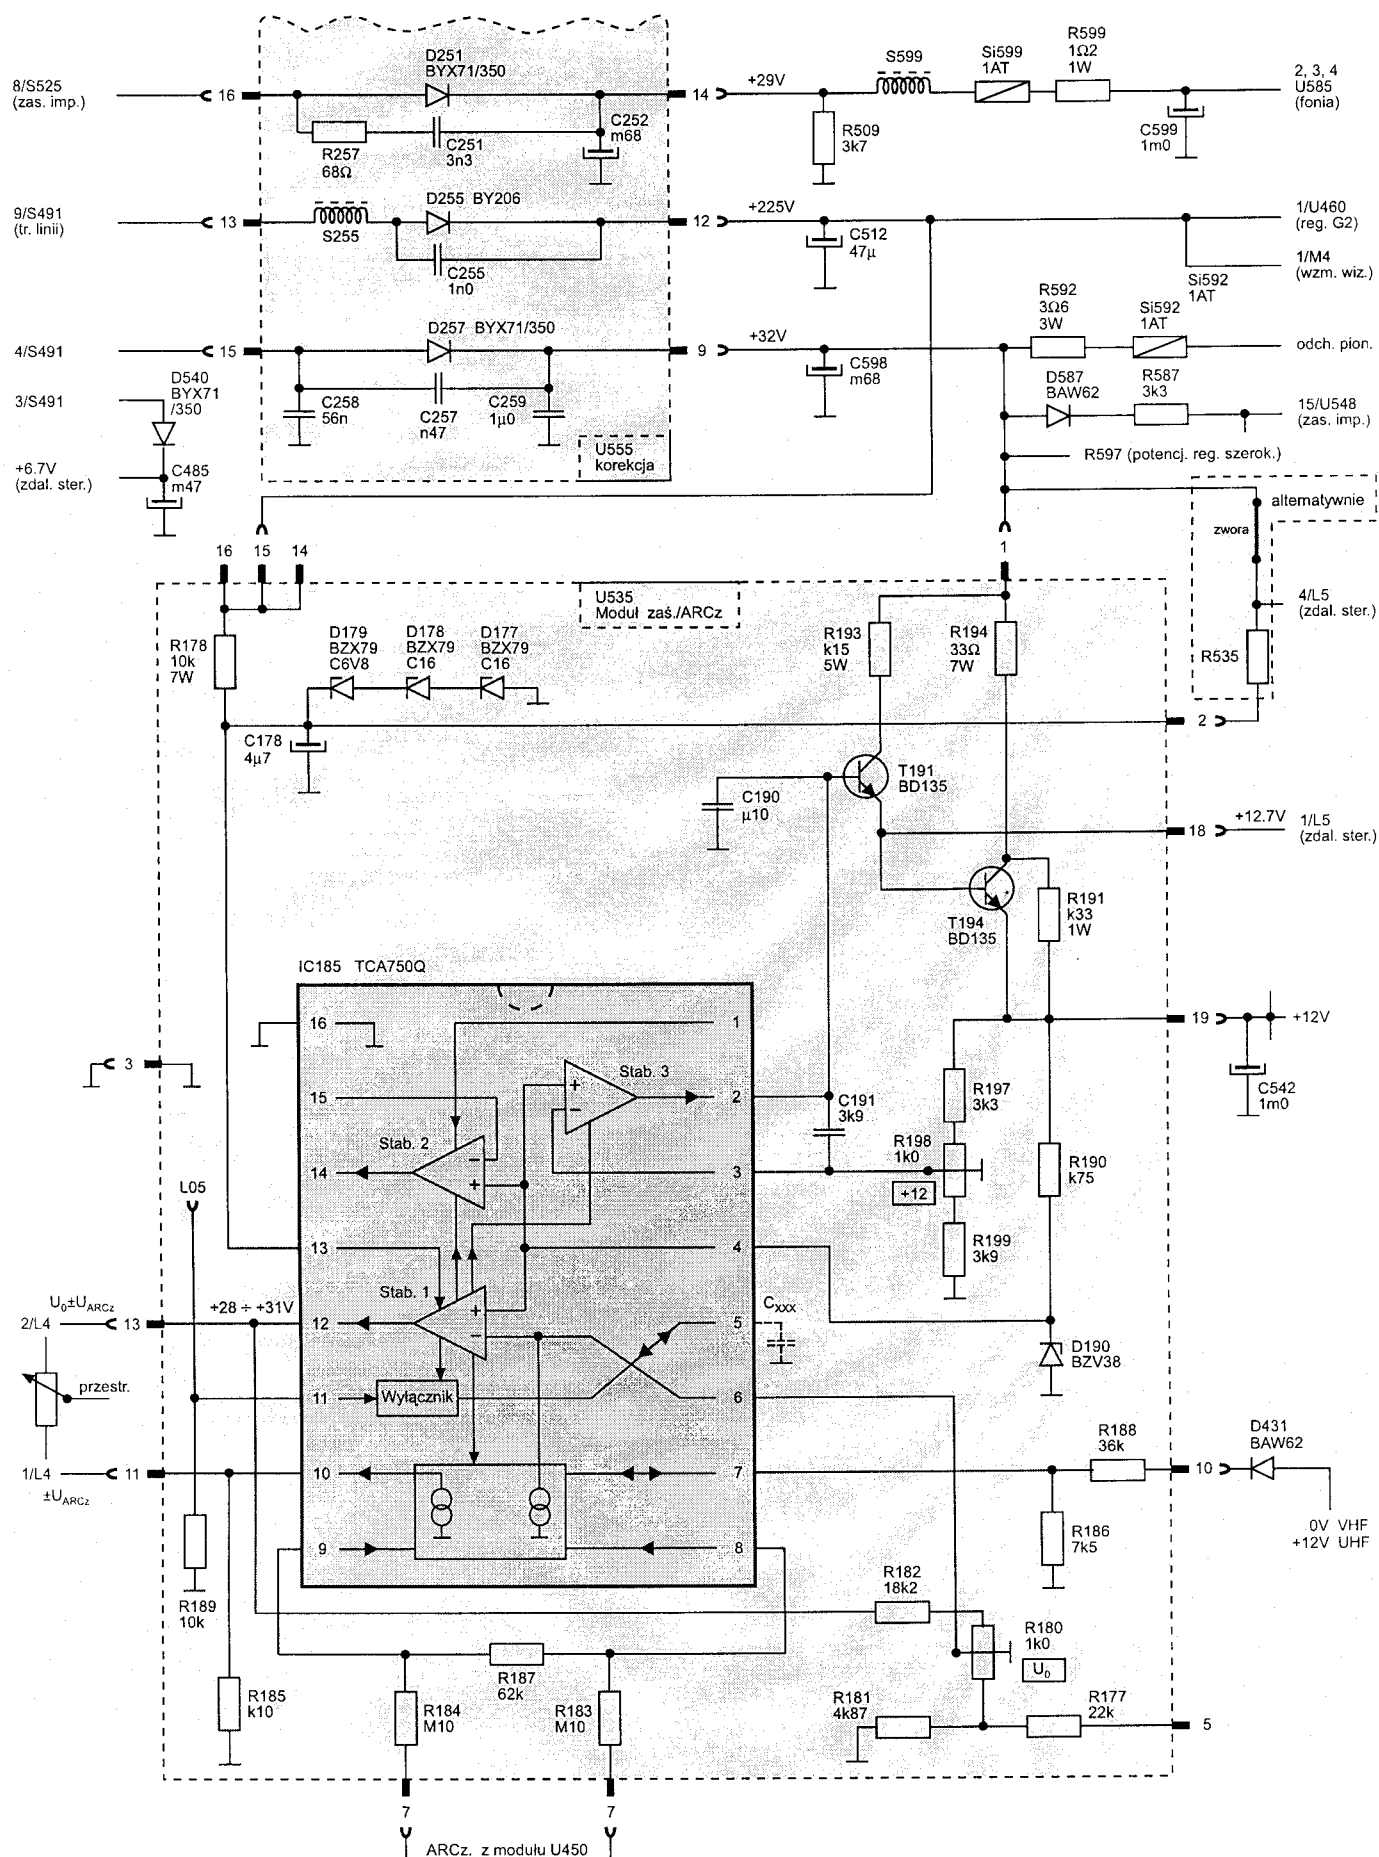 8/S525
(zas. imp.)
16
D251
BYX71/350
R257
68Ω
C251
3n3
C252
m68
14
+29V
R509
3k7
S599
Si599
1AT
R599
1Ω2
1W
C599
1m0
2, 3, 4
U585
(fonia)
9/S491
(tr. linii)
13
S255
D255 BY206
C255
1n0
12
+225V
C512
47µ
1/U460
(reg. G2)
1/M4
(wzm. wiz.)
Si592
1AT
4/S491
15
D257 BYX71/350
C258
56n
C257
n47
C259
1µ0
9
+32V
C598
m68
R592
3Ω6
3W
Si592
1AT
odch. pion.
3/S491
D540
BYX71
/350
+6.7V
(zdal. ster.)
C485
m47
U555
korekcja
D587
BAW62
R587
3k3
15/U548
(zas. imp.)
R597 (potencj. reg. szerok.)
alternatywnie
zwora
4/L5
(zdal. ster.)
R535
16
15
14
1
U535
Moduł zaś./ARCz
R178
10k
7W
D179
BZX79
C6V8
D178
BZX79
C16
D177
BZX79
C16
R193
k15
5W
R194
33Ω
7W
C178
4µ7
2
C190
µ10
T191
BD135
18
+12.7V
1/L5
(zdal. ster.)
T194
BD135
R191
k33
1W
IC185 TCA750Q
16
1
19
+12V
C542
1m0
3
Stab. 3
15
2
C191
3k9
R197
3k3
Stab. 2
14
3
R198
1k0
+12
R190
k75
L05
13
4
R199
3k9
U₀±U_ARCz
2/L4
13
+28 ÷ +31V
Stab. 1
12
5
Cxxx
D190
BZV38
przestr.
11
Wyłącznik
6
1/L4
±U_ARCz
11
10
7
R188
36k
10
D431
BAW62
9
8
R186
7k5
0V VHF
+12V UHF
R189
10k
R182
18k2
R180
1k0
U₀
R187
62k
R185
k10
R184
M10
R183
M10
R181
4k87
R177
22k
5
7
7
ARCz. z modułu U450